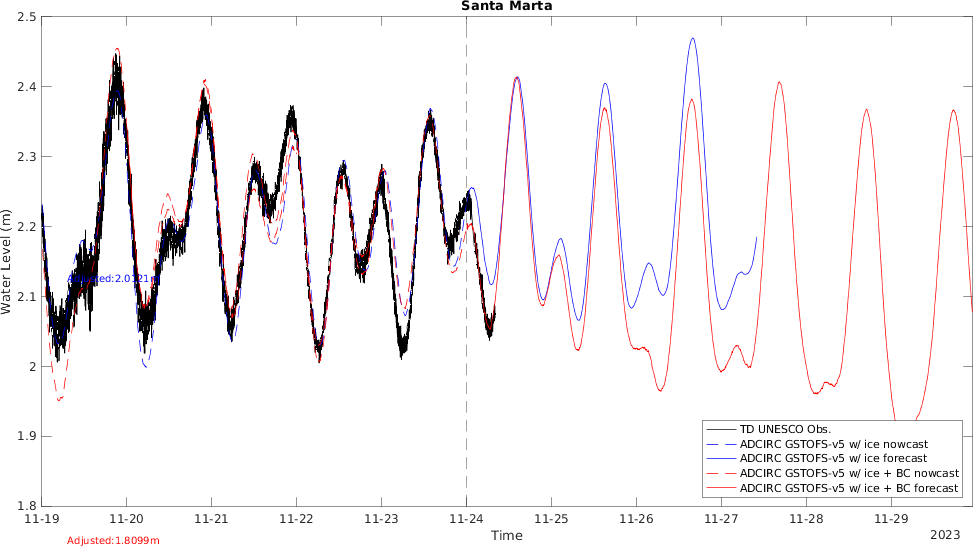 Santa Marta
2.5
2.4
2.3
2.2
2.1
2
1.9
1.8
Water Level (m)
Adjusted:2.0121m
TD UNESCO Obs.
ADCIRC GSTOFS-v5 w/ ice nowcast
ADCIRC GSTOFS-v5 w/ ice forecast
ADCIRC GSTOFS-v5 w/ ice + BC nowcast
ADCIRC GSTOFS-v5 w/ ice + BC forecast
11-19 11-20 11-21 11-22 11-23 11-24 11-25 11-26 11-27 11-28 11-29
Time
2023
Adjusted:1.8099m